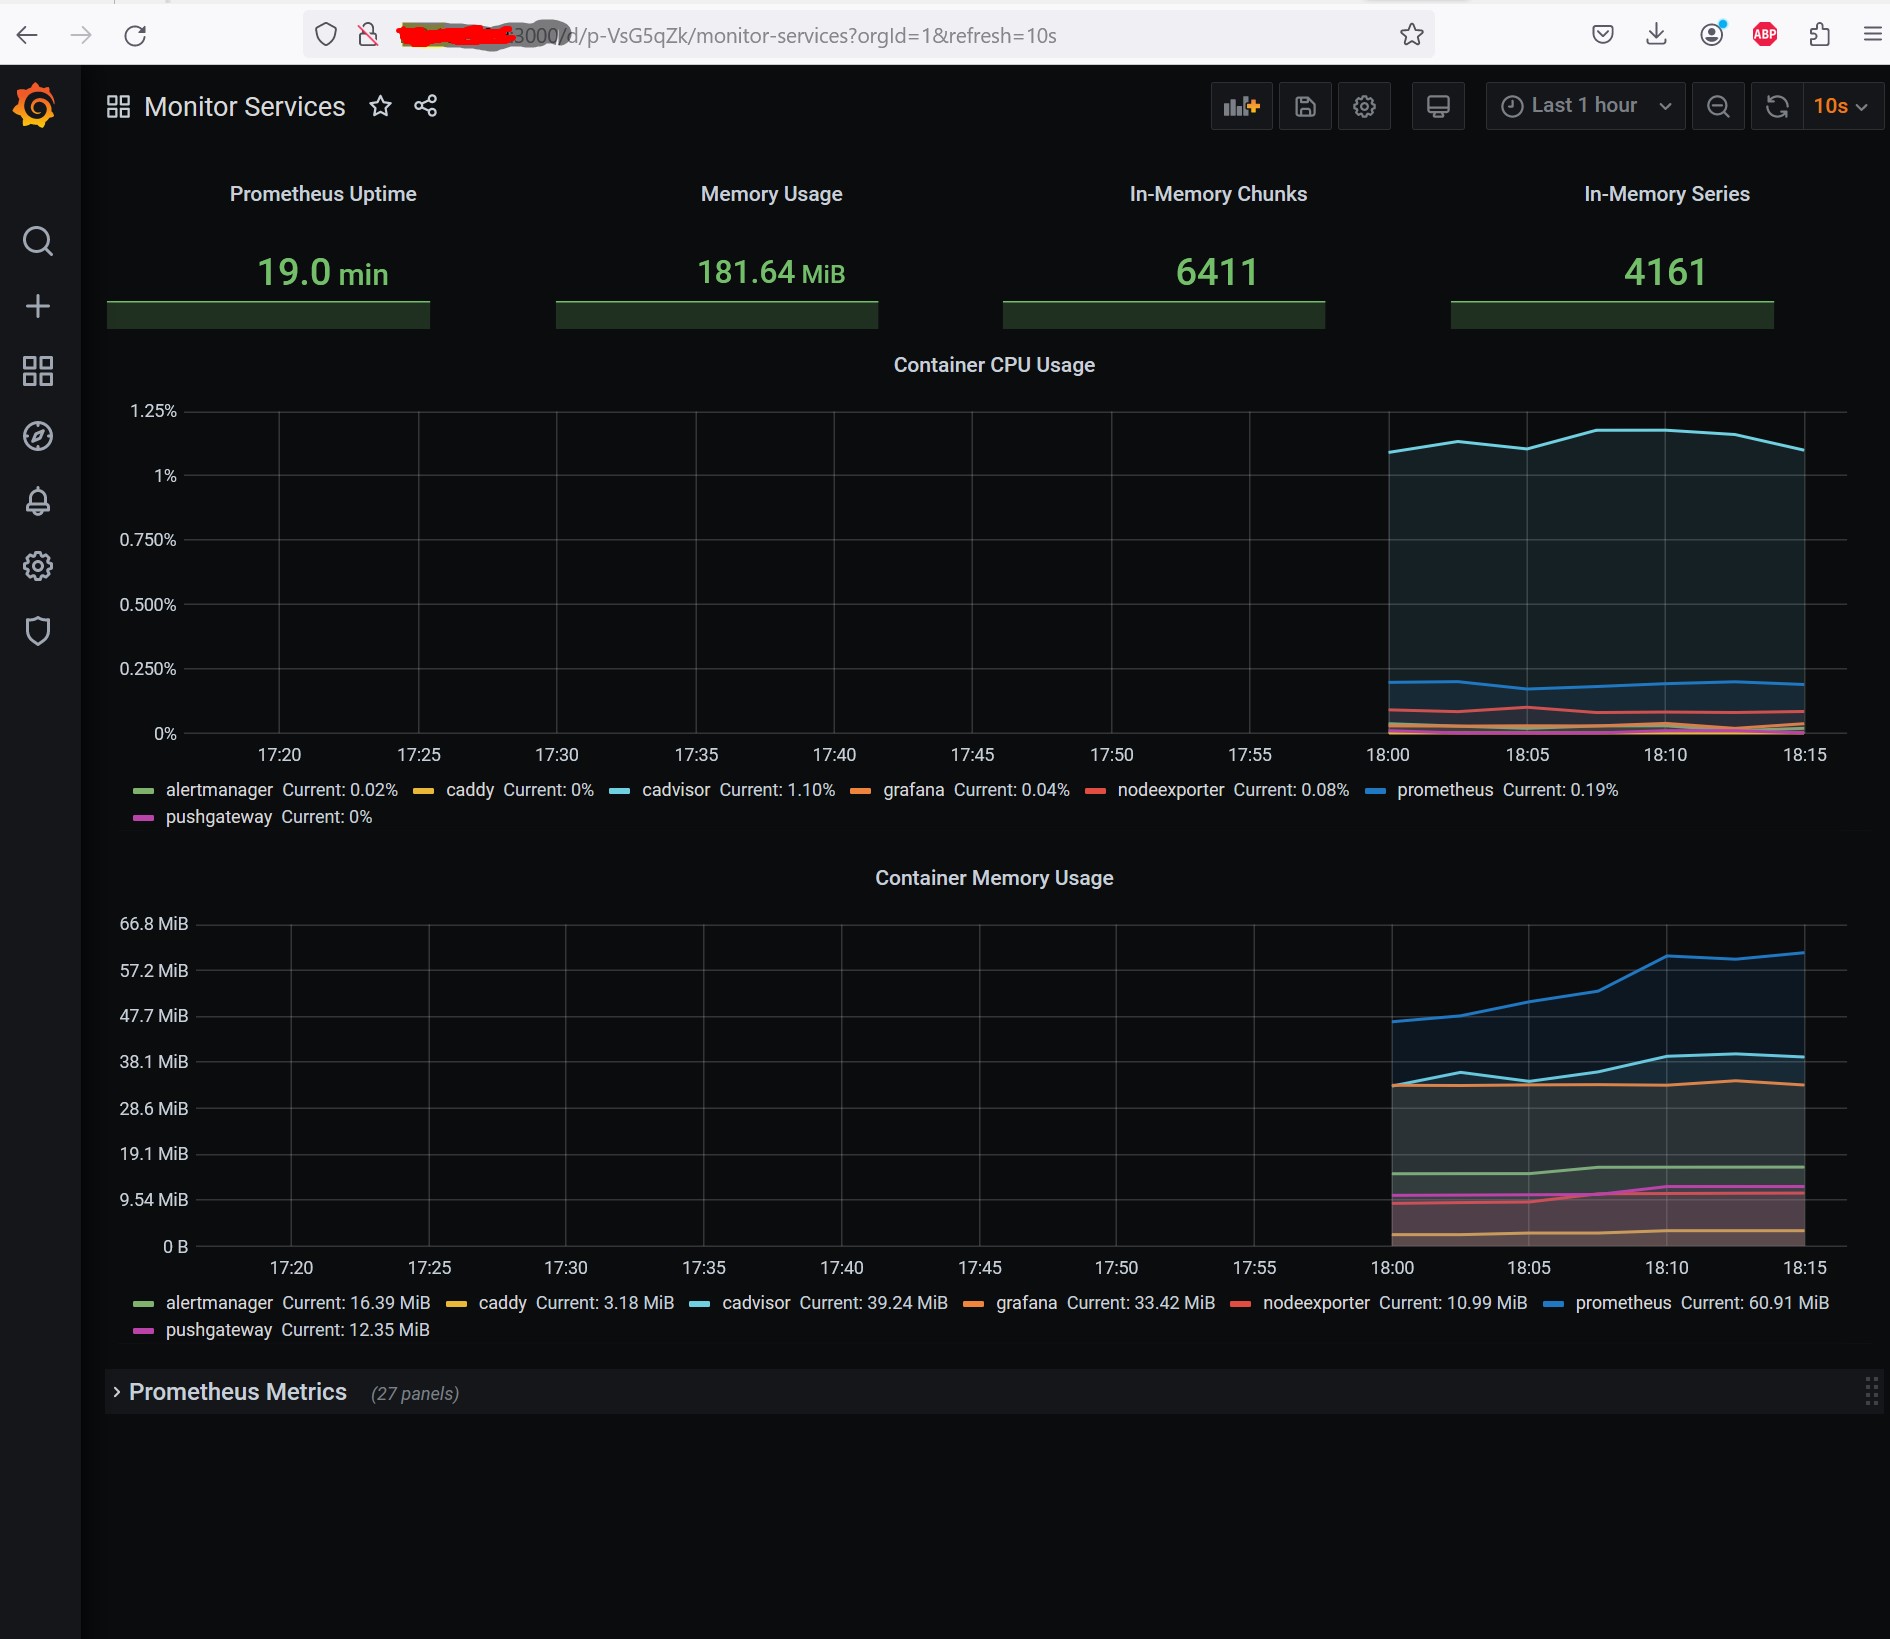 3000/d/p-VsG5qZk/monitor-services?orgId=1&refresh=10s
ABP
Monitor Services
Last 1 hour
10s
Prometheus Uptime
Memory Usage
In-Memory Chunks
In-Memory Series
19.0 min
181.64 MiB
6411
4161
Container CPU Usage
1.25%
1%
0.750%
0.500%
0.250%
0%
17:20 17:25 17:30 17:35 17:40 17:45 17:50 17:55 18:00 18:05 18:10 18:15
alertmanager Current: 0.02% caddy Current: 0% cadvisor Current: 1.10% grafana Current: 0.04% nodeexporter Current: 0.08% prometheus Current: 0.19%
pushgateway Current: 0%
Container Memory Usage
66.8 MiB
57.2 MiB
47.7 MiB
38.1 MiB
28.6 MiB
19.1 MiB
9.54 MiB
0 B
17:20 17:25 17:30 17:35 17:40 17:45 17:50 17:55 18:00 18:05 18:10 18:15
alertmanager Current: 16.39 MiB caddy Current: 3.18 MiB cadvisor Current: 39.24 MiB grafana Current: 33.42 MiB nodeexporter Current: 10.99 MiB prometheus Current: 60.91 MiB
pushgateway Current: 12.35 MiB
Prometheus Metrics (27 panels)